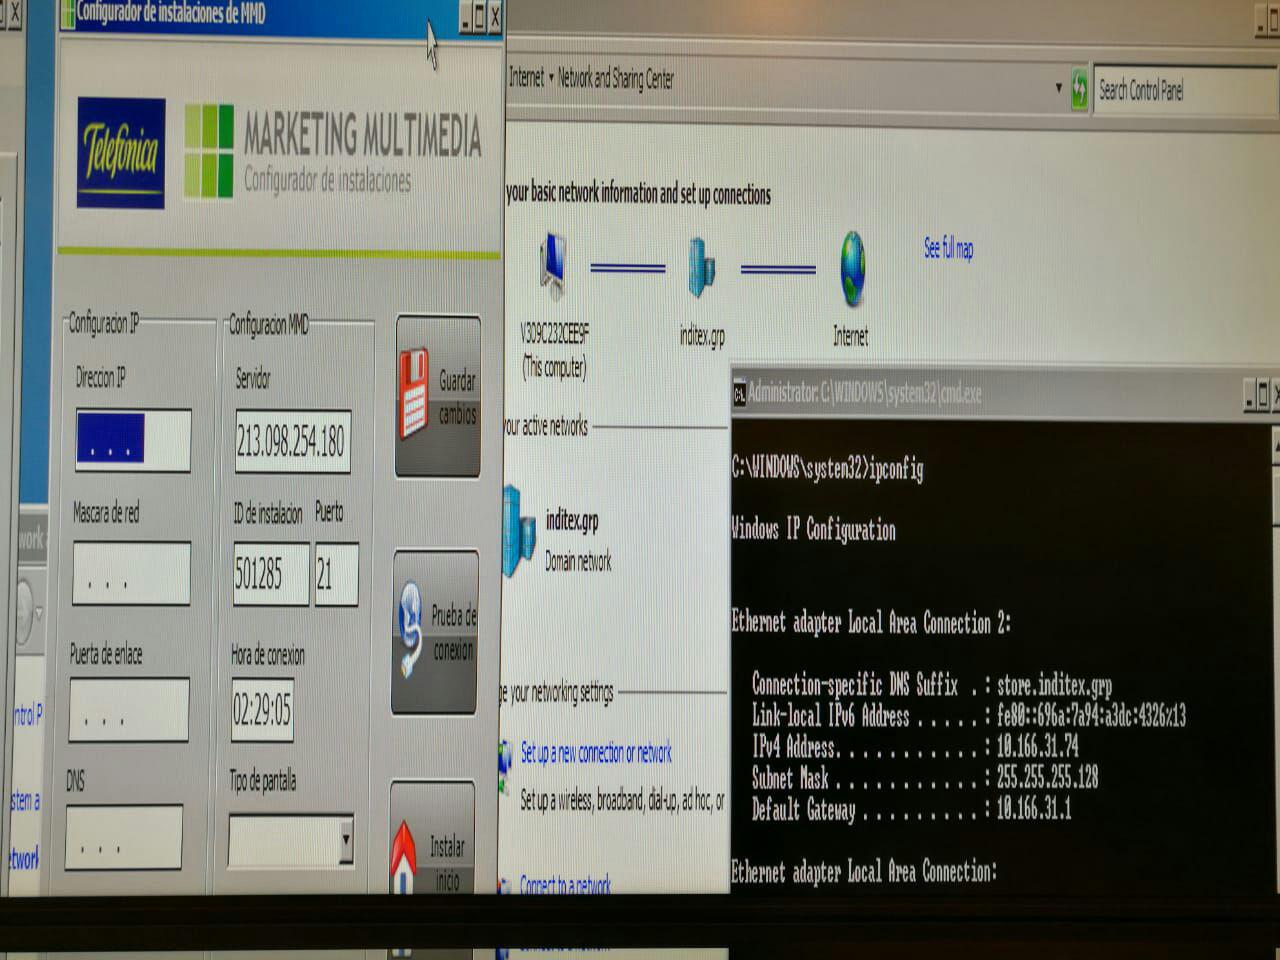 Configurador de instalaciones de MMD
Telefónica
MARKETING MULTIMEDIA
Configurador de instalaciones
Configuracion IP
Direccion IP
. . .
Mascara de red
. . .
Puerta de enlace
. . .
DNS
. . .
Configuracion MMD
Servidor
213.098.254.180
ID de instalacion
Puerto
501285
21
Hora de conexion
02:29:05
Tipo de pantalla
Guardar
cambios
Prueba de
conexion
Instalar
inicio
Internet
Network and Sharing Center
Search Control Panel
your basic network information and set up connections
See full map
V3D9C232CEE9F
(This computer)
inditex.grp
Internet
your active networks
inditex.grp
Domain network
your networking settings
Set up a new connection or network
Set up a wireless, broadband, dial-up, ad hoc, or
Connect to a network
Administrator: C:\WINDOWS\system32\cmd.exe
C:\WINDOWS\system32>ipconfig
Windows IP Configuration
Ethernet adapter Local Area Connection 2:
Connection-specific DNS Suffix . : store.inditex.grp
Link-local IPv6 Address . . . . . : fe80::696a:7a94:a3dc:4326%13
IPv4 Address. . . . . . . . . . . : 10.166.31.74
Subnet Mask . . . . . . . . . . . : 255.255.255.128
Default Gateway . . . . . . . . . : 10.166.31.1
Ethernet adapter Local Area Connection: